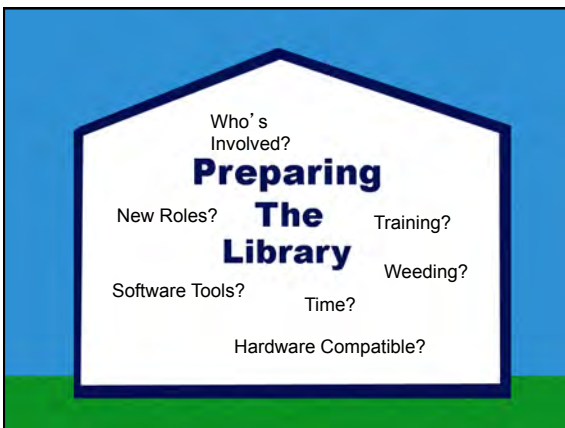 Who's
Involved?
Preparing
New Roles?
The
Training?
Library
Weeding?
Software Tools?
Time?
Hardware Compatible?